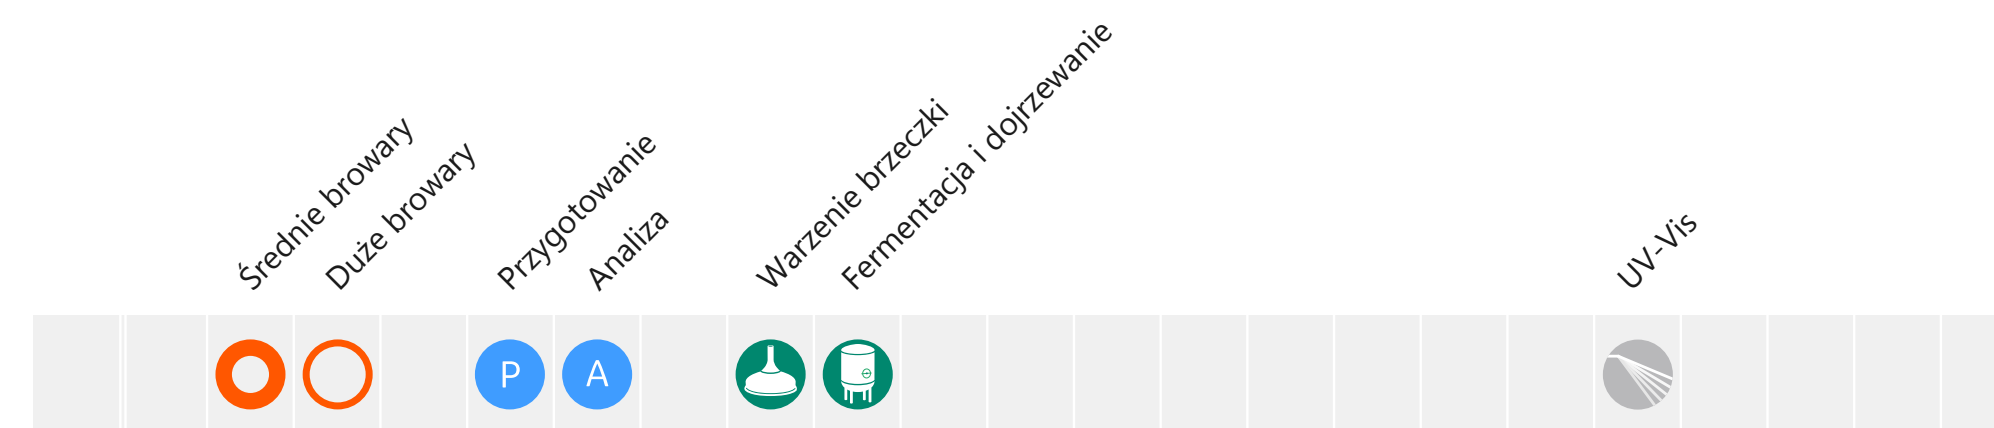 Średnie browary
Duże browary
Przygotowanie
Analiza
Warzenie brzeczki
Fermentacja i dojrzewanie
UV-Vis
P
A